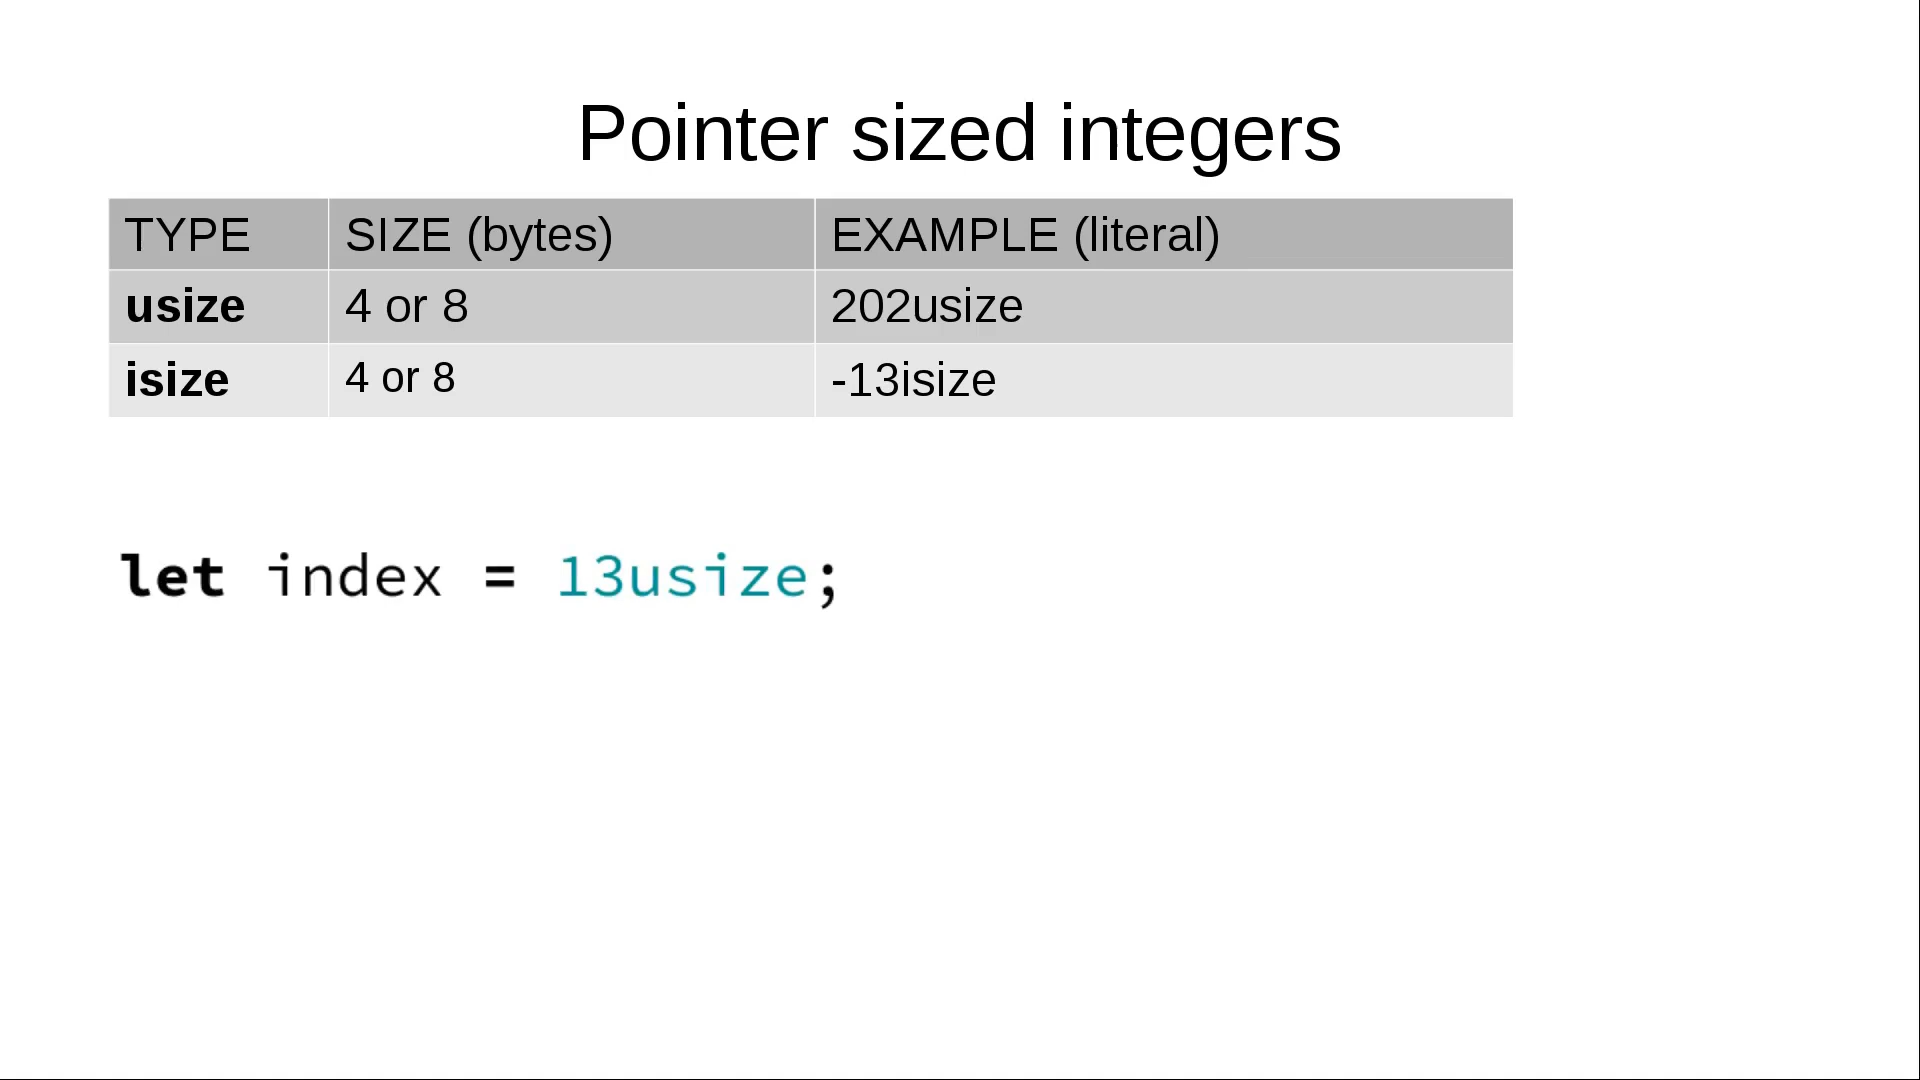 Pointer sized integers
TYPE SIZE (bytes) EXAMPLE (literal)
usize 4 or 8 202usize
isize 4 or 8 -13isize
let index = 13usize;